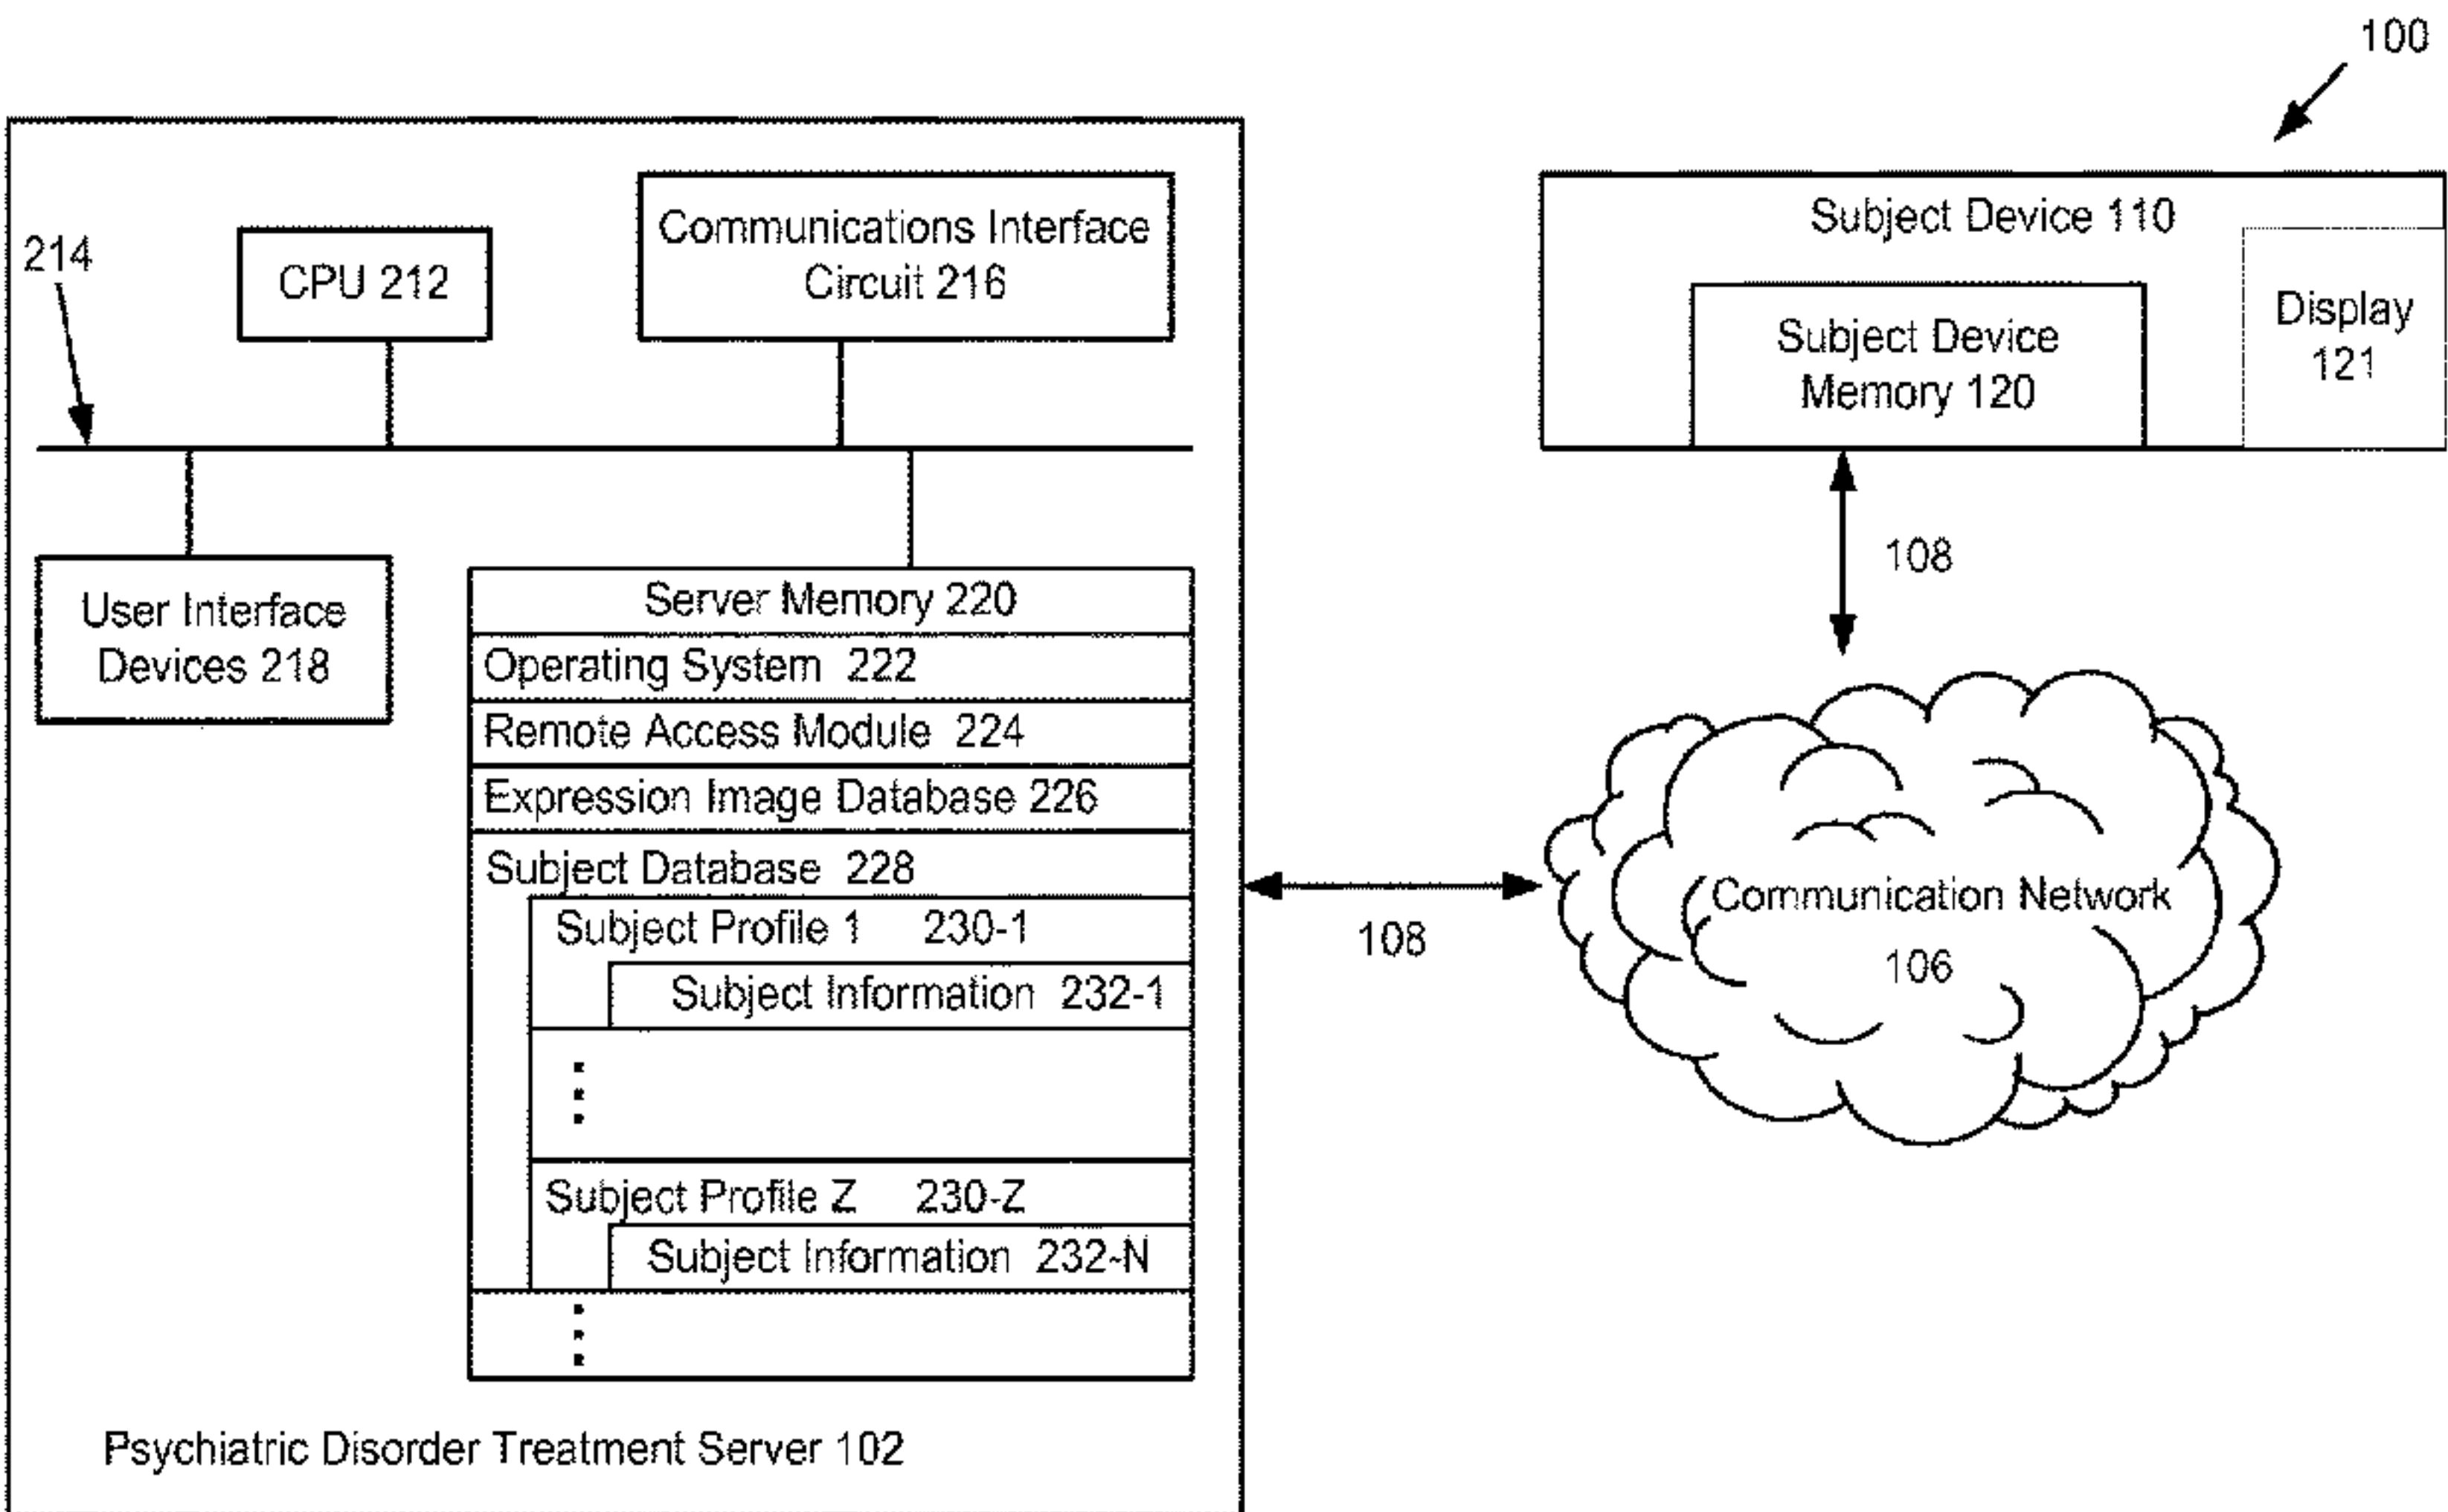 100
Communications Interface
Circuit 216
CPU 212
214
Subject Device 110
Subject Device
Memory 120
Display
121
108
User Interface
Devices 218
Server Memory 220
Operating System 222
Remote Access Module 224
Expression Image Database 226
Subject Database 228
Subject Profile 1 230-1
Subject Information 232-1
Subject Profile Z 230-Z
Subject Information 232-N
108
Communication Network
106
Psychiatric Disorder Treatment Server 102